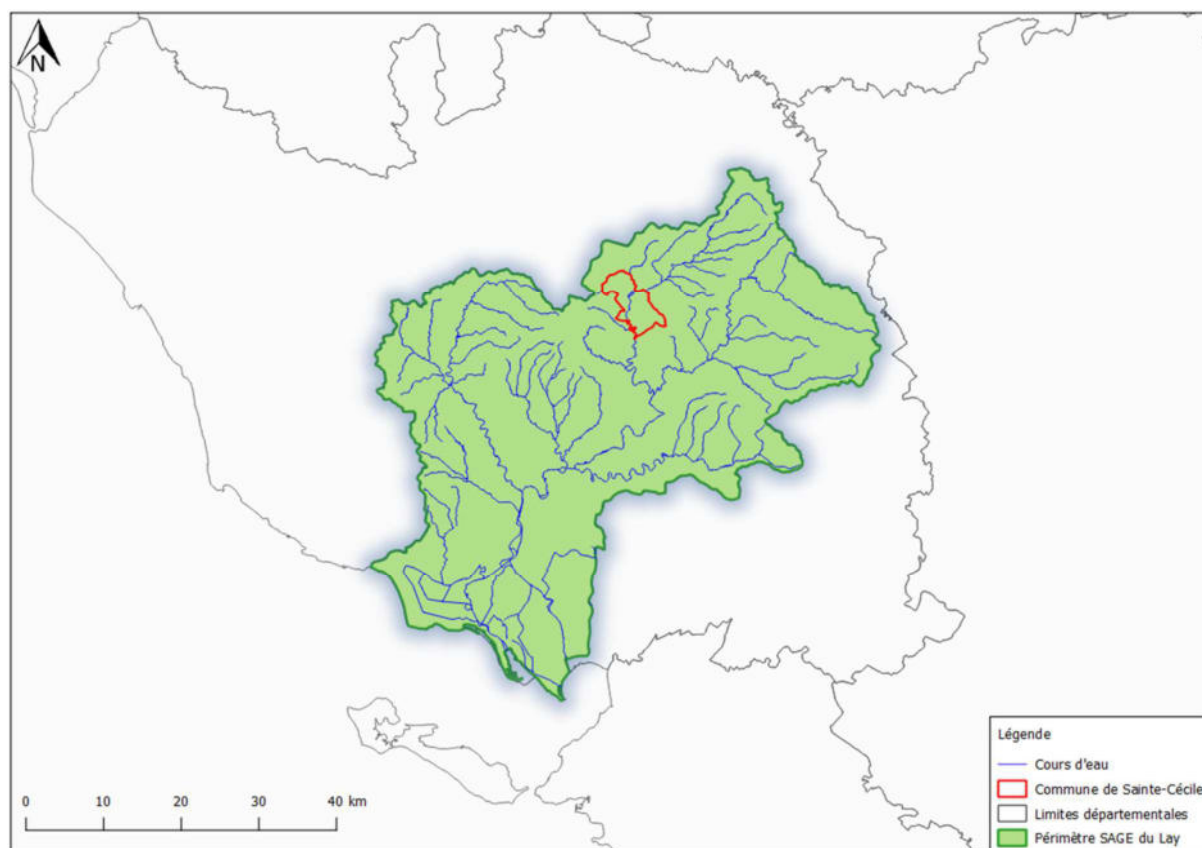 N
0 10 20 30 40 km
Légende
Cours d'eau
Commune de Sainte-Cécile
Limites départementales
Périmètre SAGE du Lay